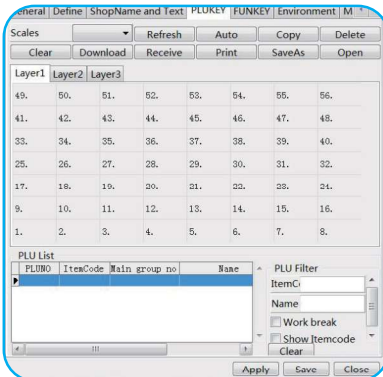 General Define ShopName and Text PLUKEY FUNKEY Environment M
Scales Refresh Auto Copy Delete
Clear Download Receive Print SaveAs Open
Layer1 Layer2 Layer3
49. 50. 51. 52. 53. 54. 55. 56.
41. 42. 43. 44. 45. 46. 47. 48.
33. 34. 35. 36. 37. 38. 39. 40.
25. 26. 27. 28. 29. 30. 31. 32.
17. 18. 19. 20. 21. 22. 23. 24.
9. 10. 11. 12. 13. 14. 15. 16.
1. 2. 3. 4. 5. 6. 7. 8.
PLU List
PLUNO ItemCode Main group no Name
PLU Filter
ItemC
Name
Work break
Show Itemcode
Clear
Apply Save Close